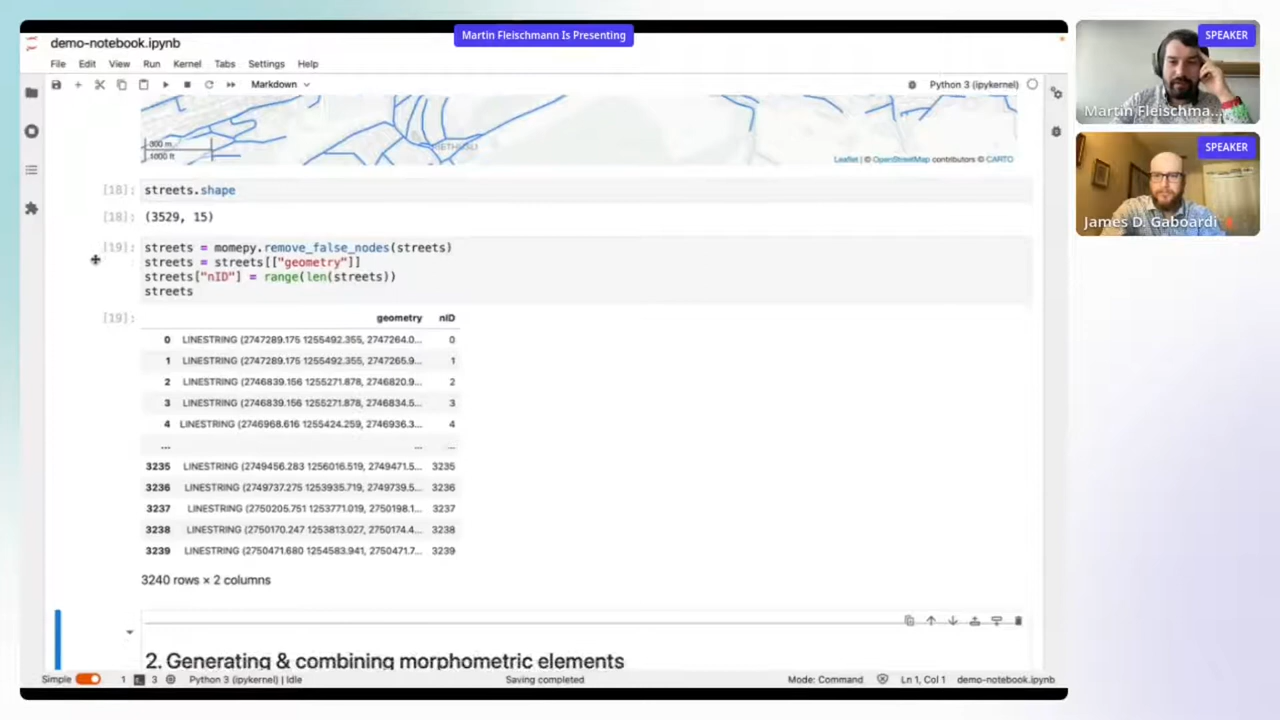 Martin Fleischmann Is Presenting
demo-notebook.ipynb
File Edit View Run Kernel Tabs Settings Help
Markdown
Python 3 (ipykernel)
300 m
1000 ft
Leaflet | © OpenStreetMap contributors © CARTO
[18]: streets.shape
[18]: (3529, 15)
[19]: streets = momepy.remove_false_nodes(streets)
streets = streets[["geometry"]]
streets["nID"] = range(len(streets))
streets
[19]: geometry nID
0 LINESTRING (2747289.175 1255492.355, 2747264.0... 0
1 LINESTRING (2747289.175 1255492.355, 2747265.9... 1
2 LINESTRING (2746839.156 1255271.878, 2746820.9... 2
3 LINESTRING (2746839.156 1255271.878, 2746834.5... 3
4 LINESTRING (2746968.616 1255424.259, 2746936.3... 4
... ... ...
3235 LINESTRING (2749456.283 1256016.519, 2749471.5... 3235
3236 LINESTRING (2749737.275 1253935.719, 2749739.5... 3236
3237 LINESTRING (2750205.751 1253771.019, 2750198.1... 3237
3238 LINESTRING (2750170.247 1253813.027, 2750174.4... 3238
3239 LINESTRING (2750471.680 1254583.941, 2750471.7... 3239
3240 rows × 2 columns
2. Generating & combining morphometric elements
Simple 1 3 Python 3 (ipykernel) | Idle Saving completed Mode: Command Ln 1, Col 1 demo-notebook.ipynb
SPEAKER
Martin Fleischma...
SPEAKER
James D. Gaboardi